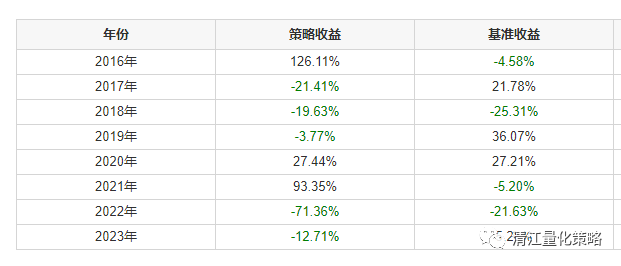 年份 策略收益 基准收益
2016年 126.11% -4.58%
2017年 -21.41% 21.78%
2018年 -19.63% -25.31%
2019年 -3.77% 36.07%
2020年 27.44% 27.21%
2021年 93.35% -5.20%
2022年 -71.36% -21.63%
2023年 -12.71%
清江量化策略